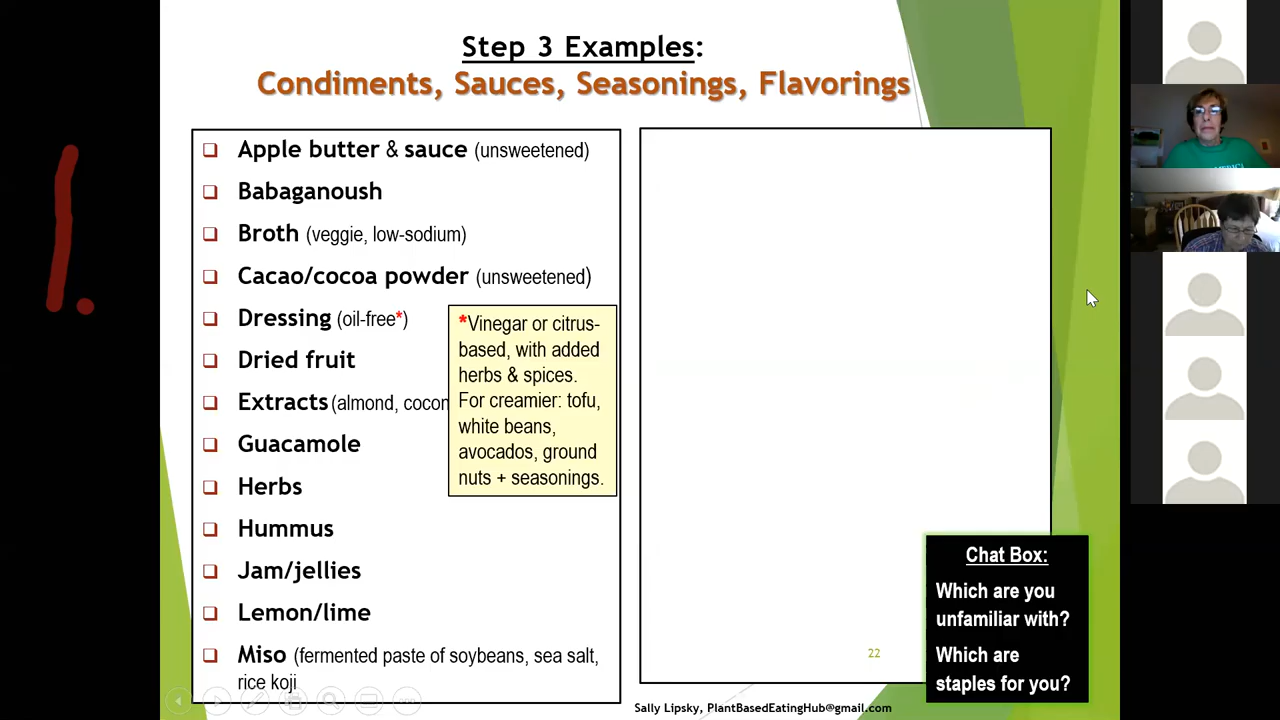 1.
Step 3 Examples:
Condiments, Sauces, Seasonings, Flavorings
Apple butter & sauce (unsweetened)
Babaganoush
Broth (veggie, low-sodium)
Cacao/cocoa powder (unsweetened)
Dressing (oil-free*)
Dried fruit
Extracts (almond, cocon
Guacamole
Herbs
Hummus
Jam/jellies
Lemon/lime
Miso (fermented paste of soybeans, sea salt,
rice koji
*Vinegar or citrus-
based, with added
herbs & spices.
For creamier: tofu,
white beans,
avocados, ground
nuts + seasonings.
Chat Box:
Which are you
unfamiliar with?
Which are
staples for you?
22
Sally Lipsky, PlantBasedEatingHub@gmail.com